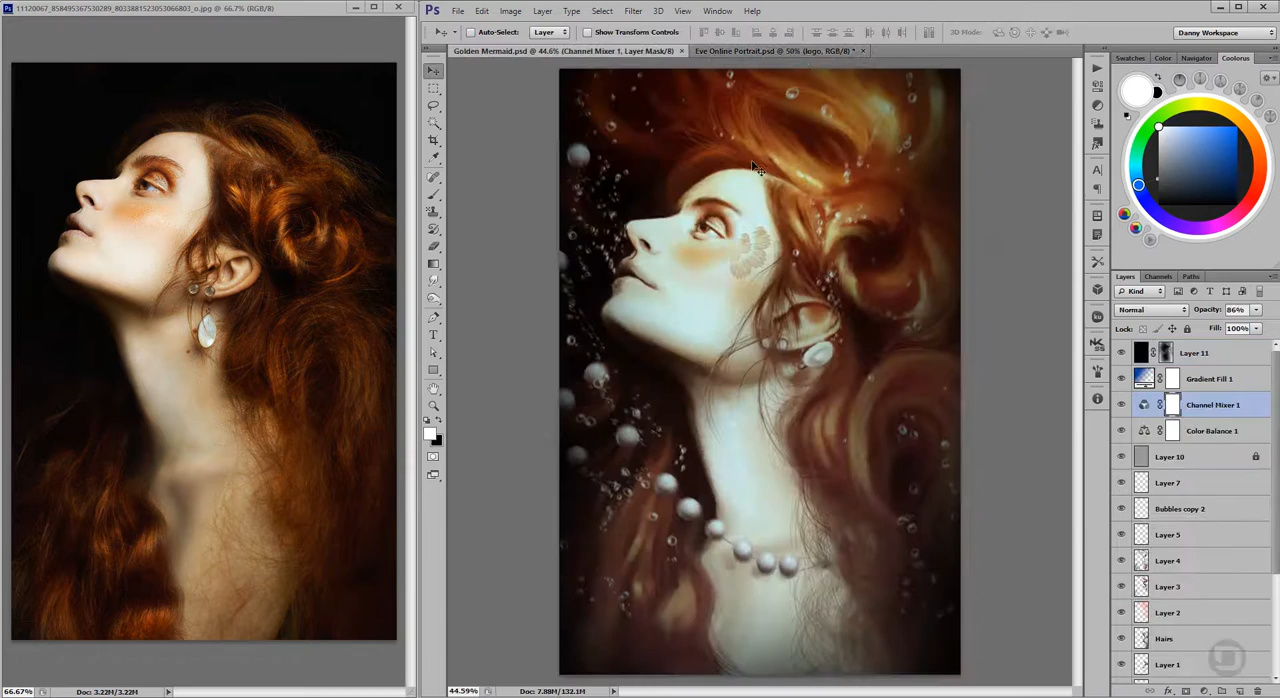 11120067_858495367530289_8033881523053066803_o.jpg @ 66.7% (RGB/8)
Ps File Edit Image Layer Type Select Filter 3D View Window Help
Auto-Select: Layer Show Transform Controls 3D Mode: Danny Workspace
Golden Mermaid.psd @ 44.6% (Channel Mixer 1, Layer Mask/8) × Eve Online Portrait.psd @ 50% (logo, RGB/8) * ×
Swatches Color Navigator Coolorus
Layers Channels Paths
Kind
Normal Opacity: 86%
Lock: Fill: 100%
Layer 11
Gradient Fill 1
Channel Mixer 1
Color Balance 1
Layer 10
Layer 7
Bubbles copy 2
Layer 5
Layer 4
Layer 3
Layer 2
Hairs
Layer 1
66.67% Doc: 3.22M/3.22M
44.59% Doc: 7.88M/132.1M